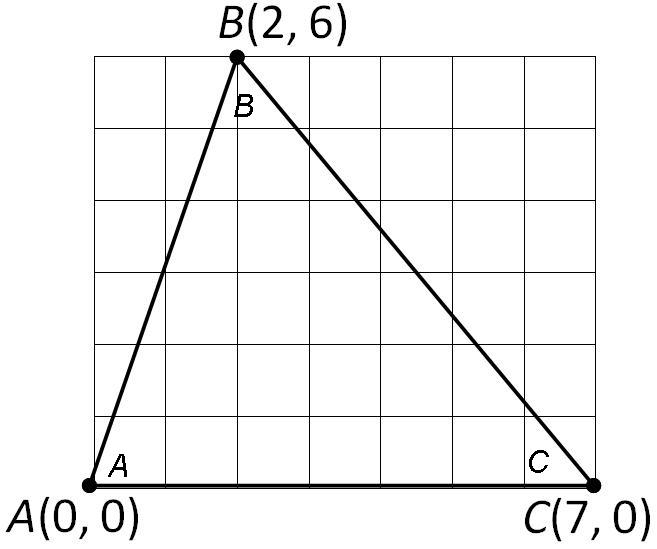 B(2, 6)
B
A
C
A(0, 0)
C(7, 0)